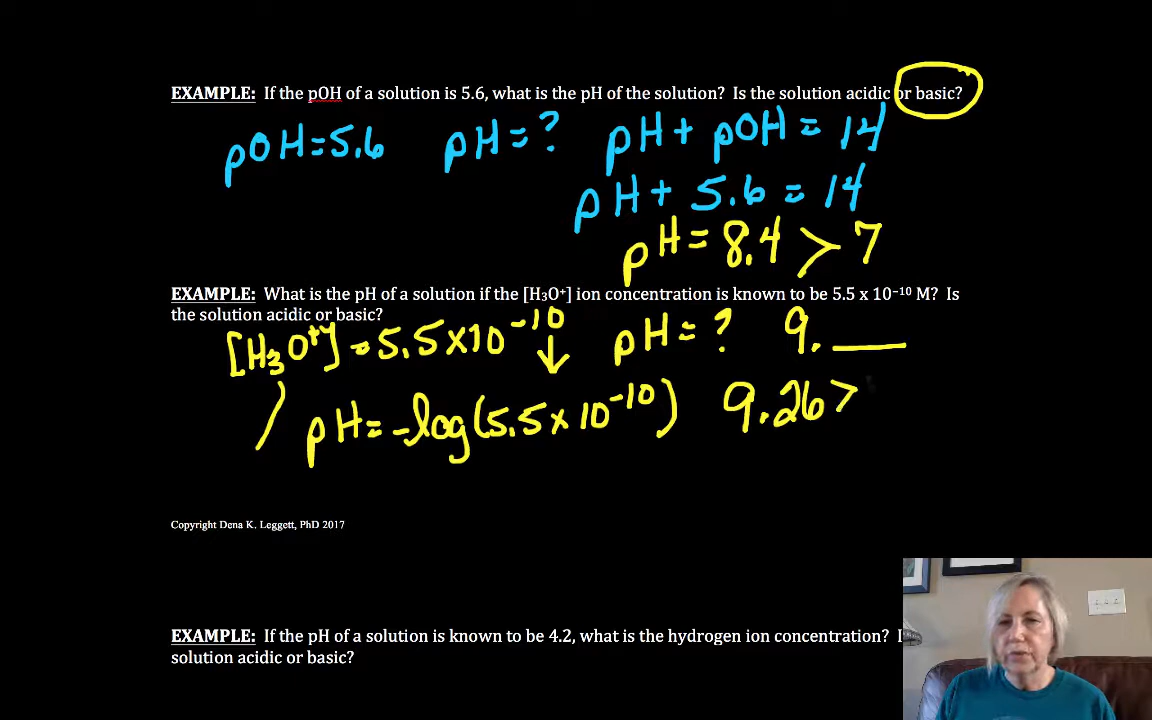 EXAMPLE: If the pOH of a solution is 5.6, what is the pH of the solution? Is the solution acidic or basic?
pOH=5.6 pH=? pH+ pOH = 14
pH+ 5.6 = 14
pH= 8.4 > 7
EXAMPLE: What is the pH of a solution if the [H₃O⁺] ion concentration is known to be 5.5 x 10⁻¹⁰ M? Is
the solution acidic or basic?
[H₃O⁺] = 5.5x10⁻¹⁰ pH= ? 9. __
pH= -log(5.5x 10⁻¹⁰) 9.26>
Copyright Dena K. Leggett, PhD 2017
EXAMPLE: If the pH of a solution is known to be 4.2, what is the hydrogen ion concentration?
solution acidic or basic?